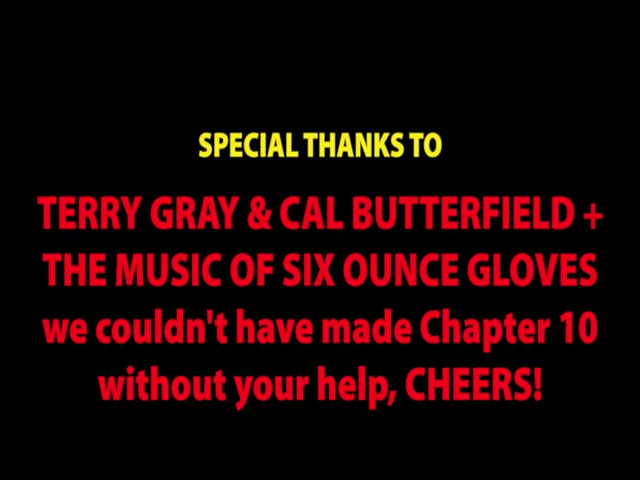 SPECIAL THANKS TO
TERRY GRAY & CAL BUTTERFIELD +
THE MUSIC OF SIX OUNCE GLOVES
we couldn't have made Chapter 10
without your help, CHEERS!